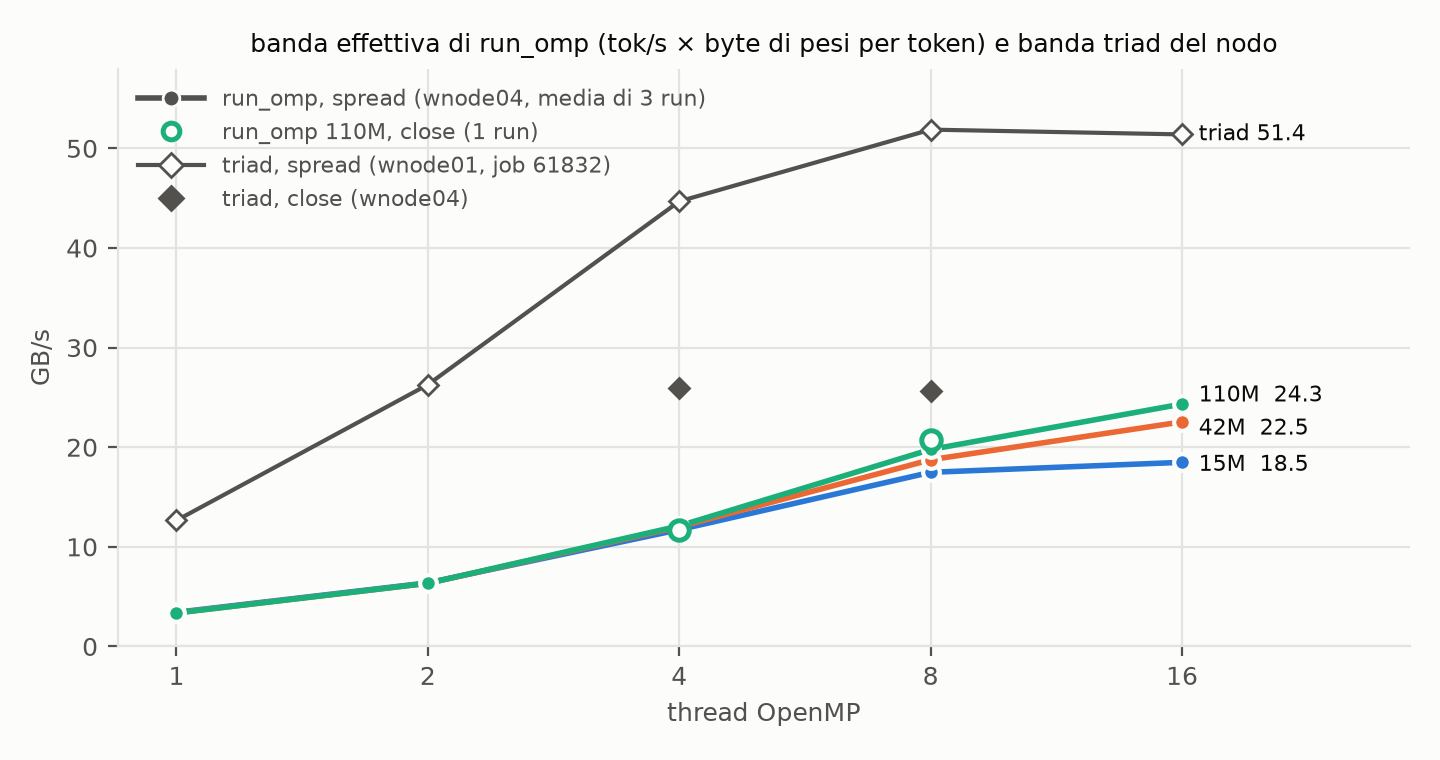 banda effettiva di run_omp (tok/s × byte di pesi per token) e banda triad del nodo
run_omp, spread (wnode04, media di 3 run)
run_omp 110M, close (1 run)
triad, spread (wnode01, job 61832)
triad, close (wnode04)
triad 51.4
110M 24.3
42M 22.5
15M 18.5
GB/s
50
40
30
20
10
0
1 2 4 8 16
thread OpenMP